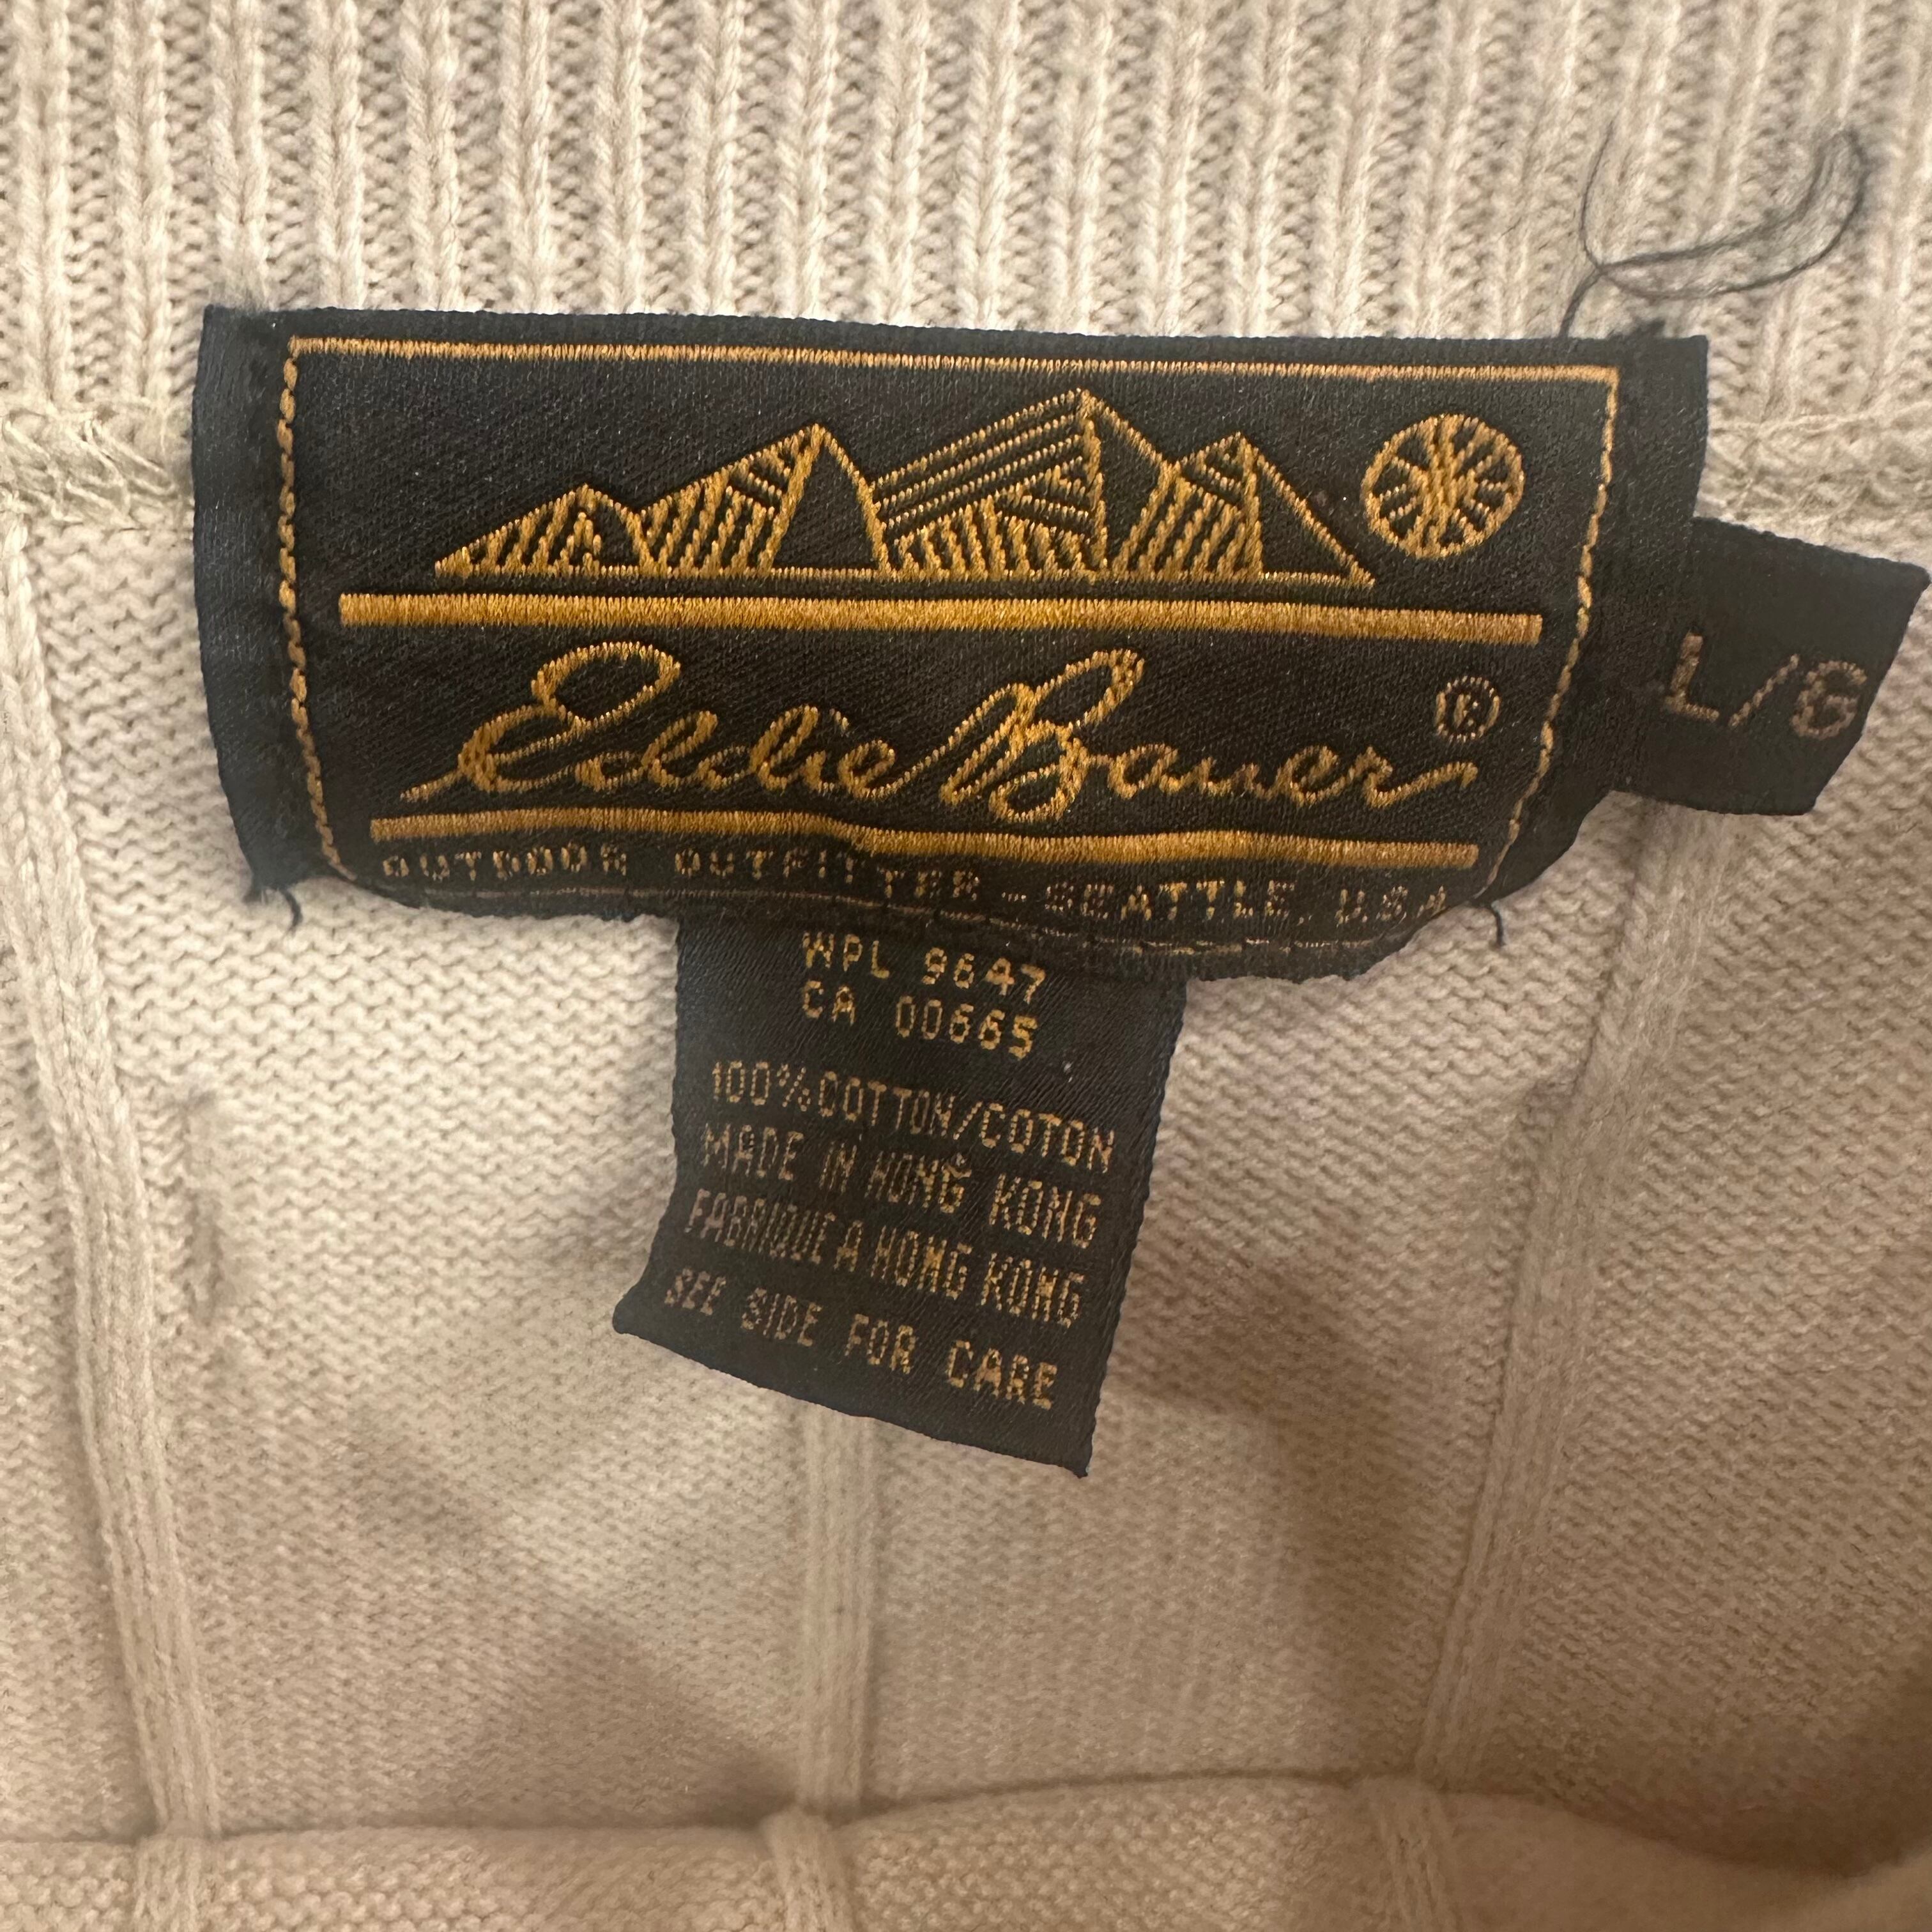 Eddie Bauer ®
L/G
OUTDOOR OUTFITTER - SEATTLE, USA
WPL 9647
CA 00665
100% COTTON/COTON
MADE IN HONG KONG
FABRIQUE A HONG KONG
SEE SIDE FOR CARE